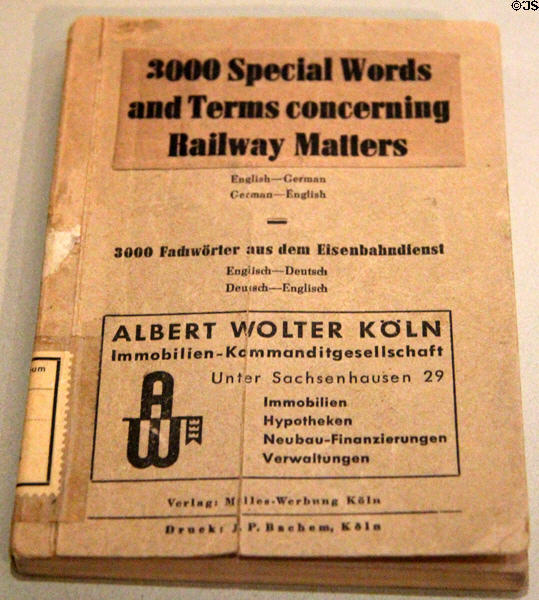 ©JS
3000 Special Words
and Terms concerning
Railway Matters
English—German
German—English
3000 Fachwörter aus dem Eisenbahndienst
Englisch—Deutsch
Deutsch—Englisch
ALBERT WOLTER KÖLN
Immobilien-Kommanditgesellschaft
Unter Sachsenhausen 29
AW
Immobilien
Hypotheken
Neubau-Finanzierungen
Verwaltungen
Verlag: Werbung Köln
Druck: J. P. Bachem, Köln